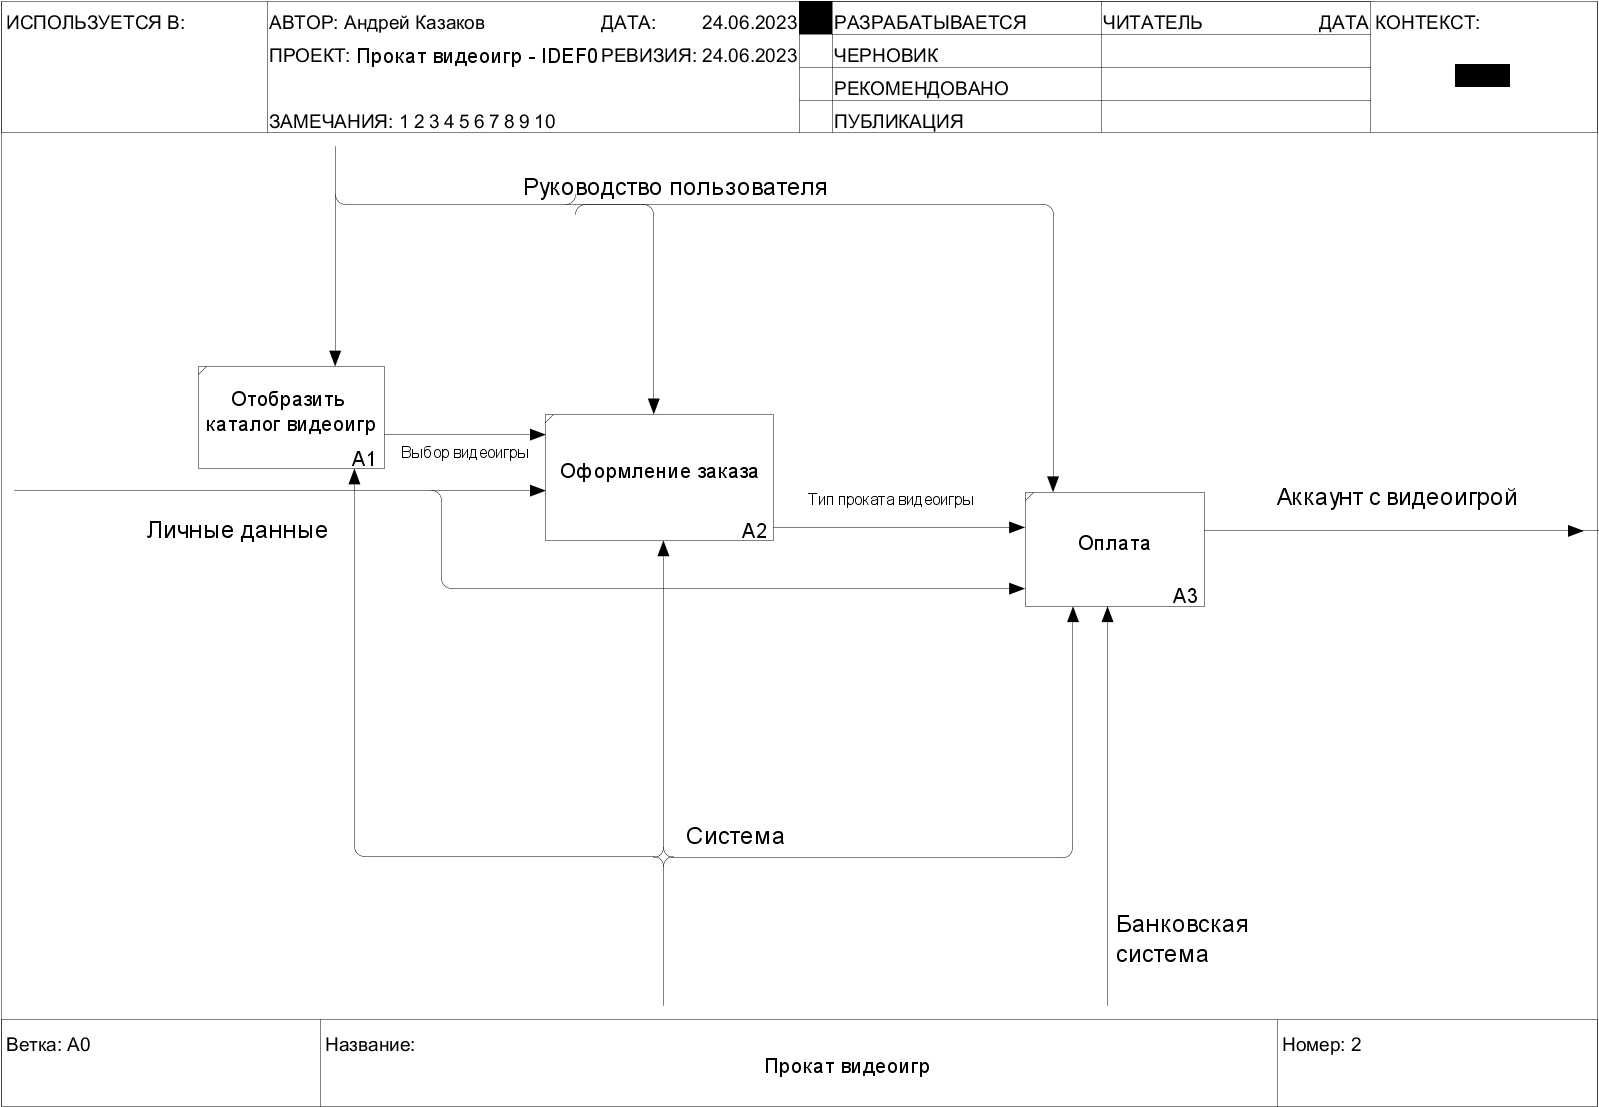 ИСПОЛЬЗУЕТСЯ В:
АВТОР: Андрей Казаков
ДАТА: 24.06.2023
РАЗРАБАТЫВАЕТСЯ
ЧИТАТЕЛЬ
ДАТА
КОНТЕКСТ:
ПРОЕКТ: Прокат видеоигр - IDEF0
РЕВИЗИЯ: 24.06.2023
ЧЕРНОВИК
РЕКОМЕНДОВАНО
ЗАМЕЧАНИЯ: 1 2 3 4 5 6 7 8 9 10
ПУБЛИКАЦИЯ
Руководство пользователя
Отобразить
каталог видеоигр
A1
Выбор видеоигры
Оформление заказа
A2
Тип проката видеоигры
Аккаунт с видеоигрой
Личные данные
Оплата
A3
Система
Банковская
система
Ветка: A0
Название:
Прокат видеоигр
Номер: 2